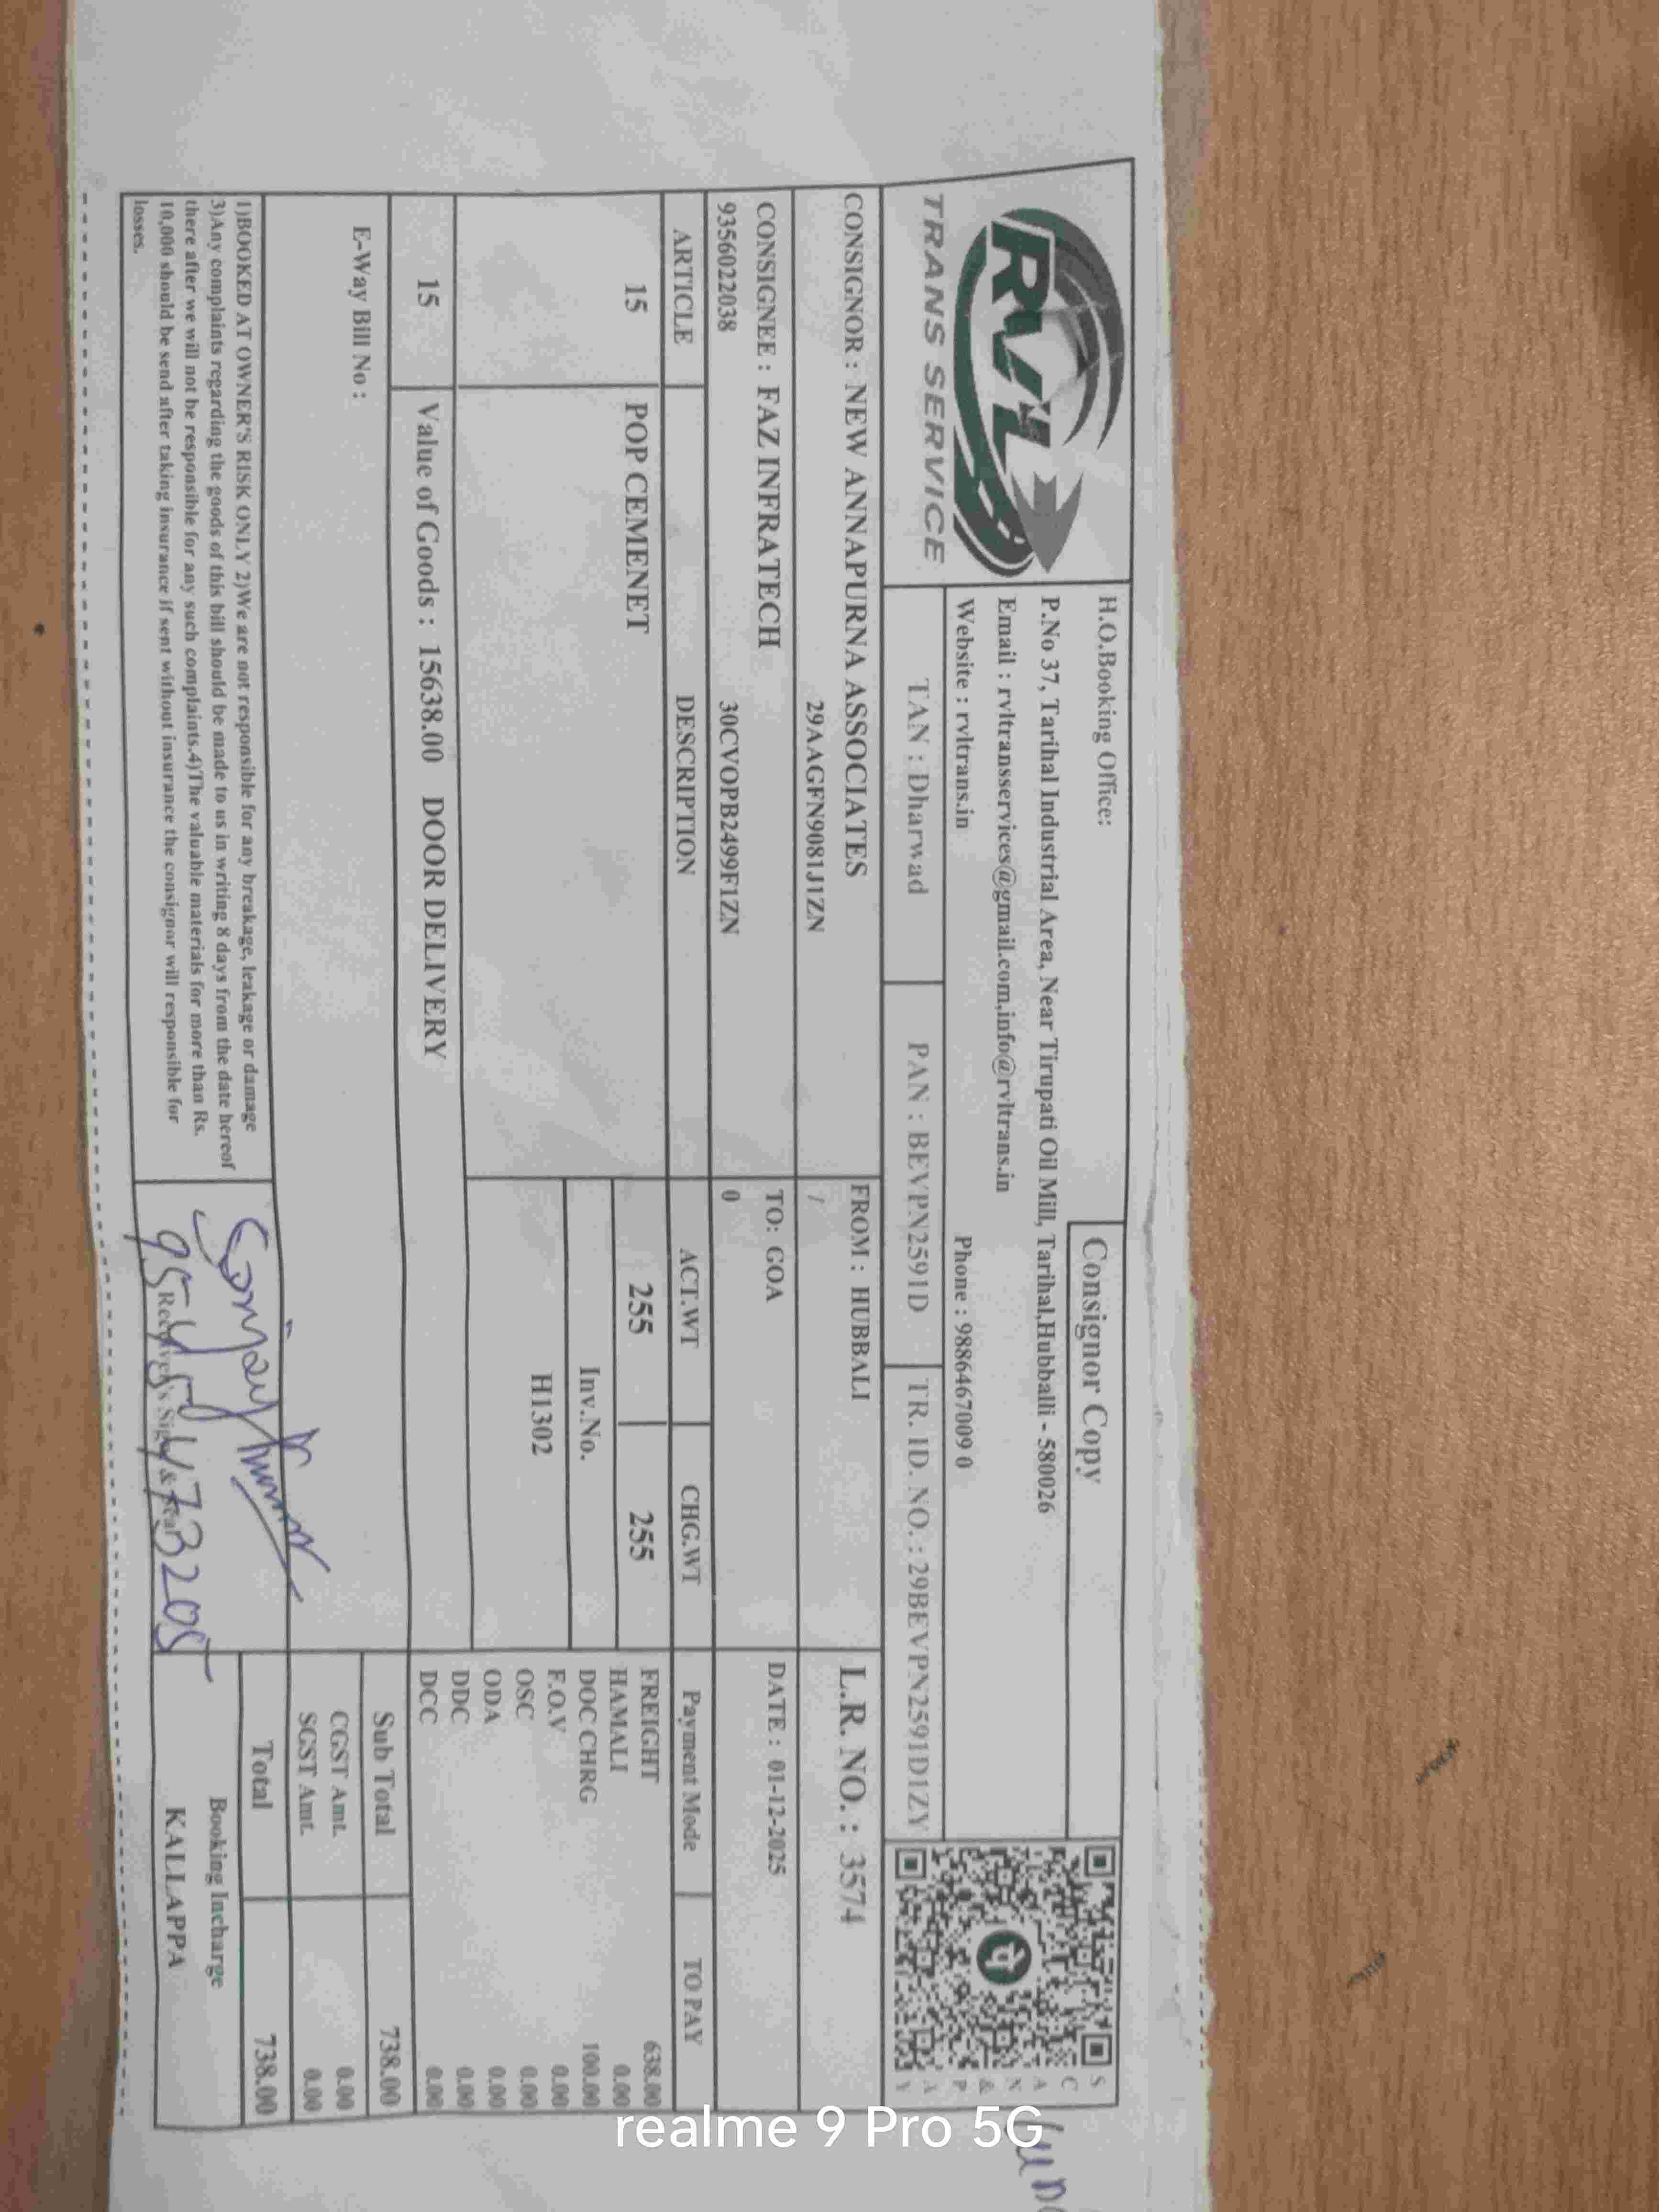 RVL
TRANS SERVICE
H.O.Booking Office:
Consignor Copy
P.No 37, Tarihal Industrial Area, Near Tirupati Oil Mill, Tarihal,Hubballi - 580026
Email : rvltransservices@gmail.com,info@rvltrans.in
Website : rvltrans.in Phone : 9886467009 0
SCAN & PAY
TAN : Dharwad PAN : BEVPN2591D TR. ID. NO. : 29BEVPN2591D1ZY
CONSIGNOR : NEW ANNAPURNA ASSOCIATES FROM : HUBBALI L.R. NO. : 3574
29AAGFN9081J1ZN /
CONSIGNEE : FAZ INFRATECH TO: GOA DATE : 01-12-2025
9356022038 30CVOPB2499F1ZN 0
ARTICLE DESCRIPTION ACT.WT CHG.WT Payment Mode TO PAY
15 POP CEMENET 255 255 FREIGHT 638.00
HAMALI 0.00
Inv.No. DOC CHRG 100.00
F.O.V 0.00
H1302 OSC 0.00
ODA 0.00
DDC 0.00
15 Value of Goods : 15638.00 DOOR DELIVERY DCC 0.00
Sub Total 738.00
E-Way Bill No : CGST Amt. 0.00
SGST Amt. 0.00
Total 738.00
1)BOOKED AT OWNER'S RISK ONLY 2)We are not responsible for any breakage, leakage or damage
3)Any complaints regarding the goods of this bill should be made to us in writing 8 days from the date hereof
there after we will not be responsible for any such complaints.4)The valuable materials for more than Rs.
10,000 should be send after taking insurance if sent without insurance the consignor will responsible for
losses.
Receiver's Sign & Seal
Booking Incharge
KALLAPPA
realme 9 Pro 5G